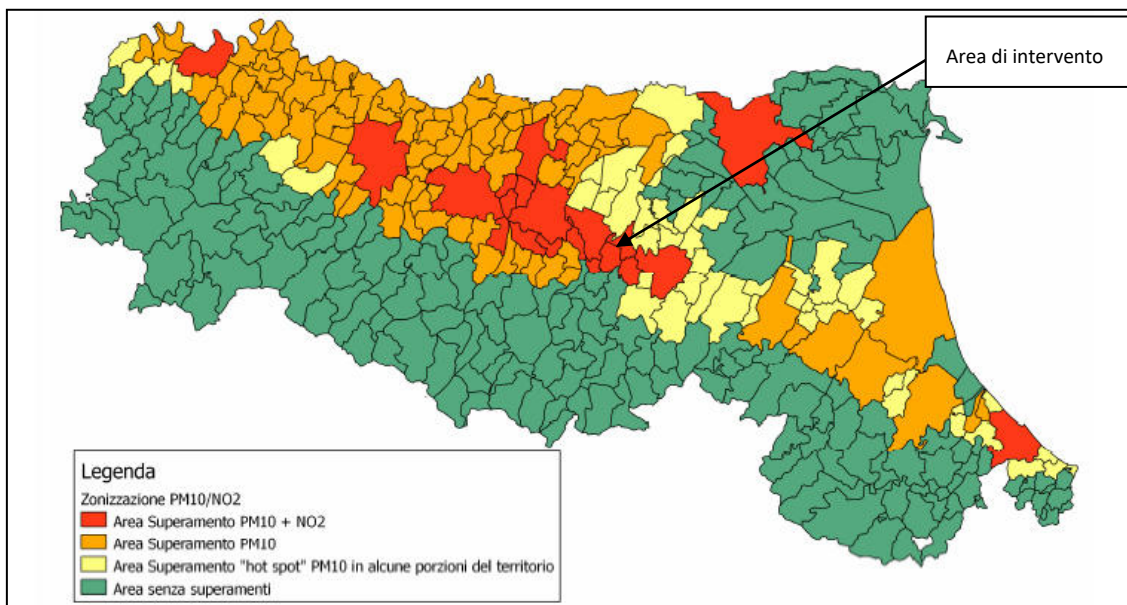 Area di intervento
Legenda
Zonizzazione PM10/NO2
Area Superamento PM10 + NO2
Area Superamento PM10
Area Superamento "hot spot" PM10 in alcune porzioni del territorio
Area senza superamenti